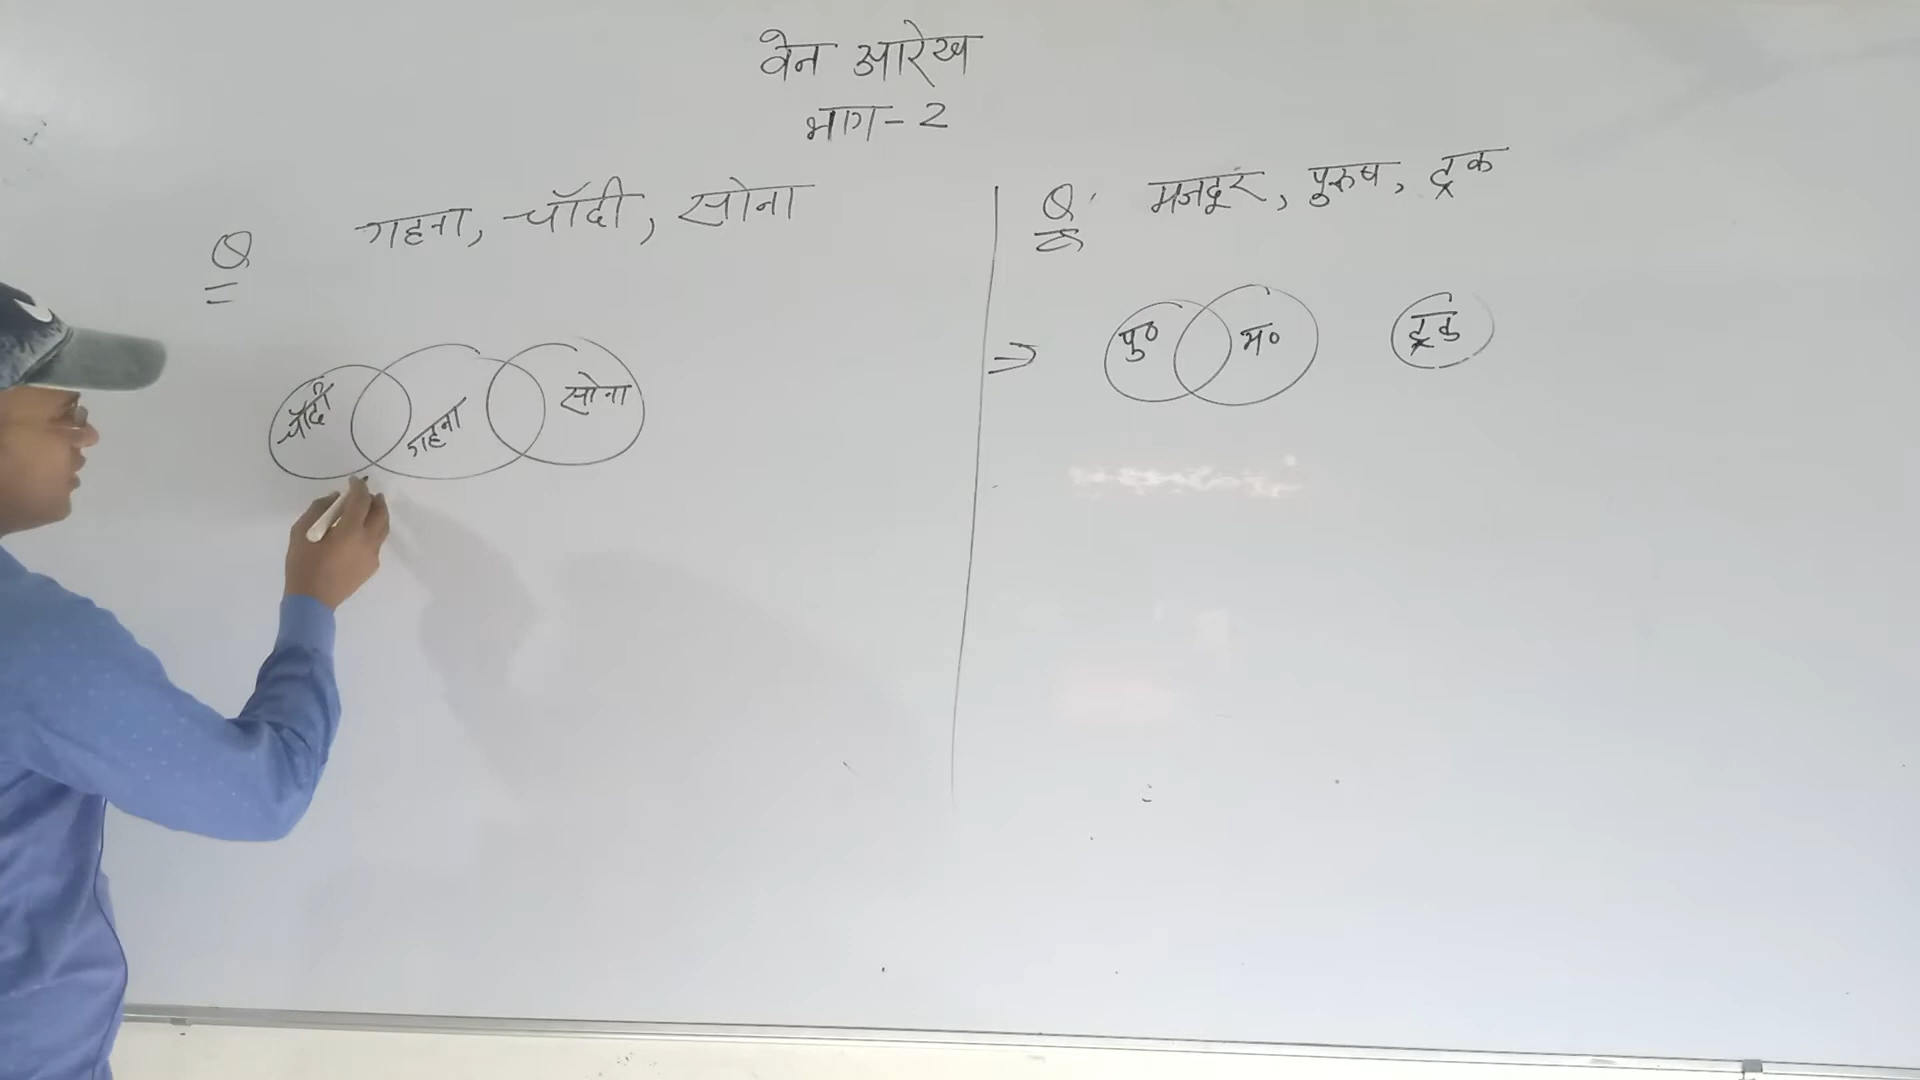 वेन आरेख
भाग-2
Q गहना, चाँदी, सोना
चाँदी गहना सोना
Q. मजदूर, पुरुष, ट्रक
⇒ पु० म० ट्रक